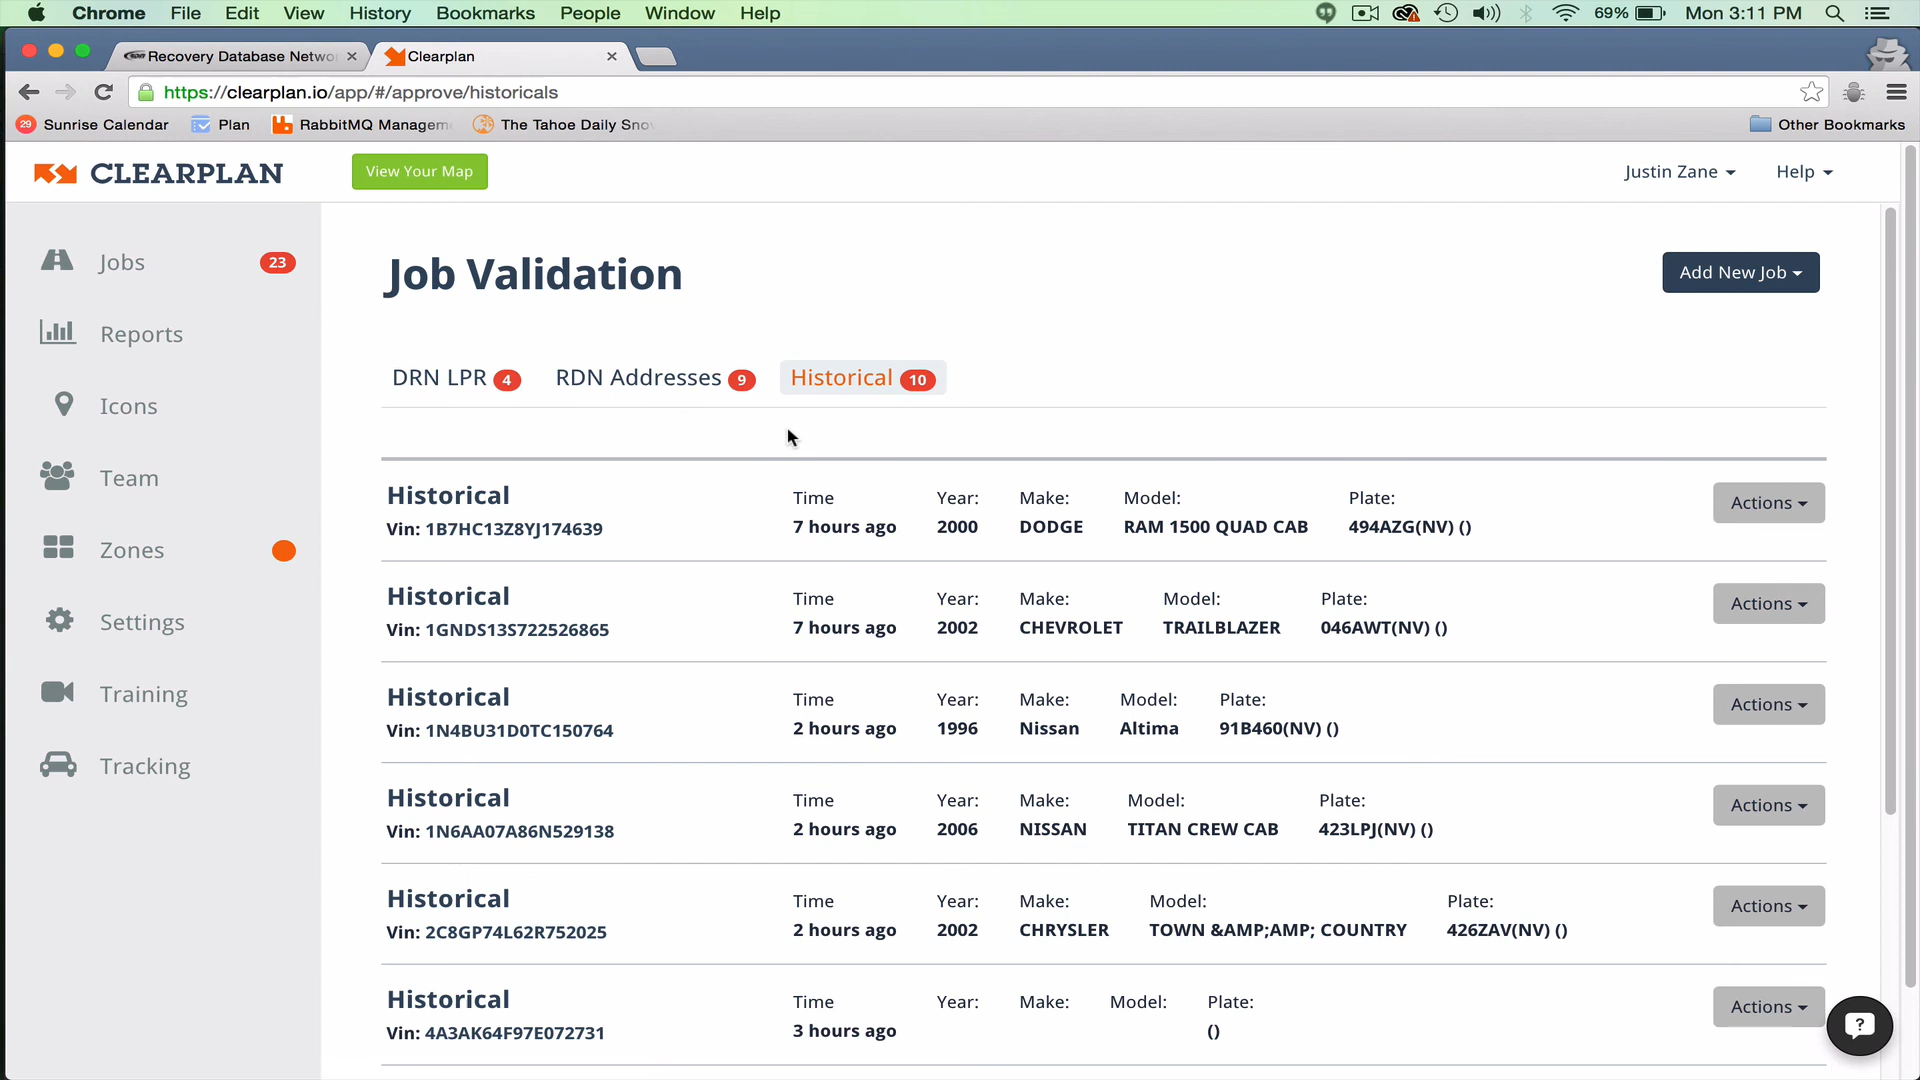 Chrome File Edit View History Bookmarks People Window Help 69% Mon 3:11 PM
Recovery Database Netwo Clearplan
https://clearplan.io/app/#/approve/historicals
29 Sunrise Calendar Plan RabbitMQ Managem The Tahoe Daily Sno Other Bookmarks
CLEARPLAN View Your Map Justin Zane Help
Jobs 23
Reports
Icons
Team
Zones
Settings
Training
Tracking
Job Validation Add New Job
DRN LPR 4 RDN Addresses 9 Historical 10
Historical Time Year: Make: Model: Plate: Actions
Vin: 1B7HC13Z8YJ174639 7 hours ago 2000 DODGE RAM 1500 QUAD CAB 494AZG(NV) ()
Historical Time Year: Make: Model: Plate: Actions
Vin: 1GNDS13S722526865 7 hours ago 2002 CHEVROLET TRAILBLAZER 046AWT(NV) ()
Historical Time Year: Make: Model: Plate: Actions
Vin: 1N4BU31D0TC150764 2 hours ago 1996 Nissan Altima 91B460(NV) ()
Historical Time Year: Make: Model: Plate: Actions
Vin: 1N6AA07A86N529138 2 hours ago 2006 NISSAN TITAN CREW CAB 423LPJ(NV) ()
Historical Time Year: Make: Model: Plate: Actions
Vin: 2C8GP74L62R752025 2 hours ago 2002 CHRYSLER TOWN &AMP;AMP; COUNTRY 426ZAV(NV) ()
Historical Time Year: Make: Model: Plate: Actions
Vin: 4A3AK64F97E072731 3 hours ago ()
?